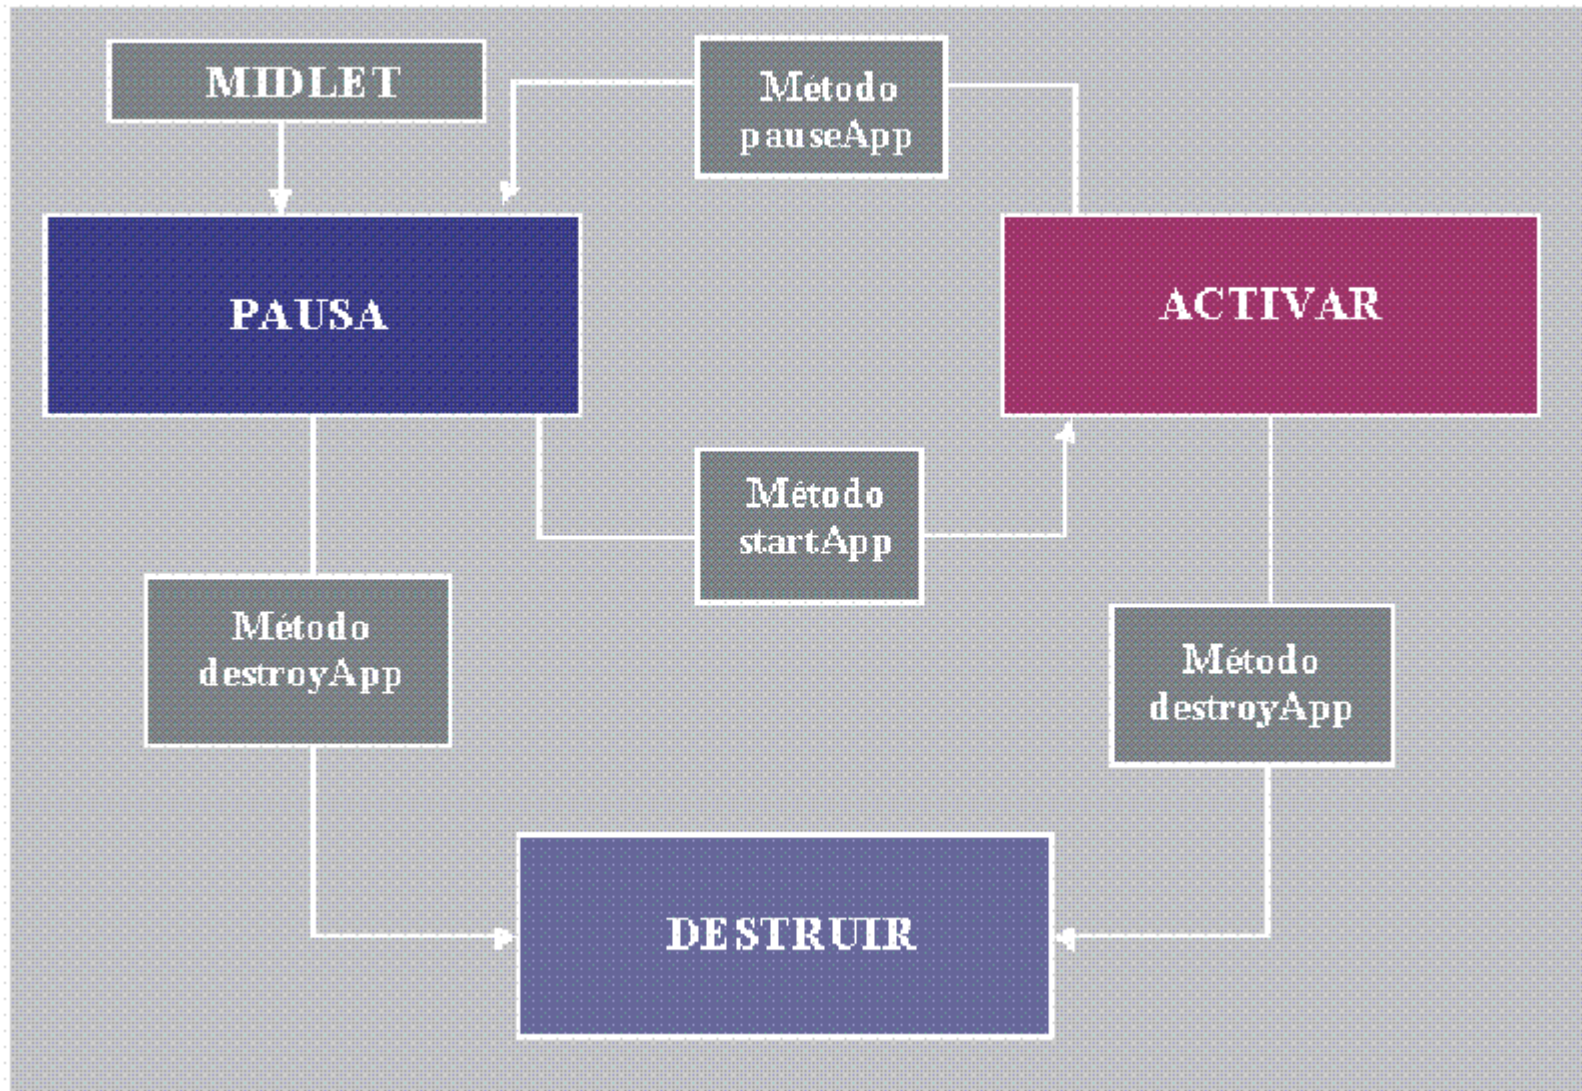 MIDLET
Método
pauseApp
PAUSA
ACTIVAR
Método
startApp
Método
destroyApp
Método
destroyApp
DESTRUIR